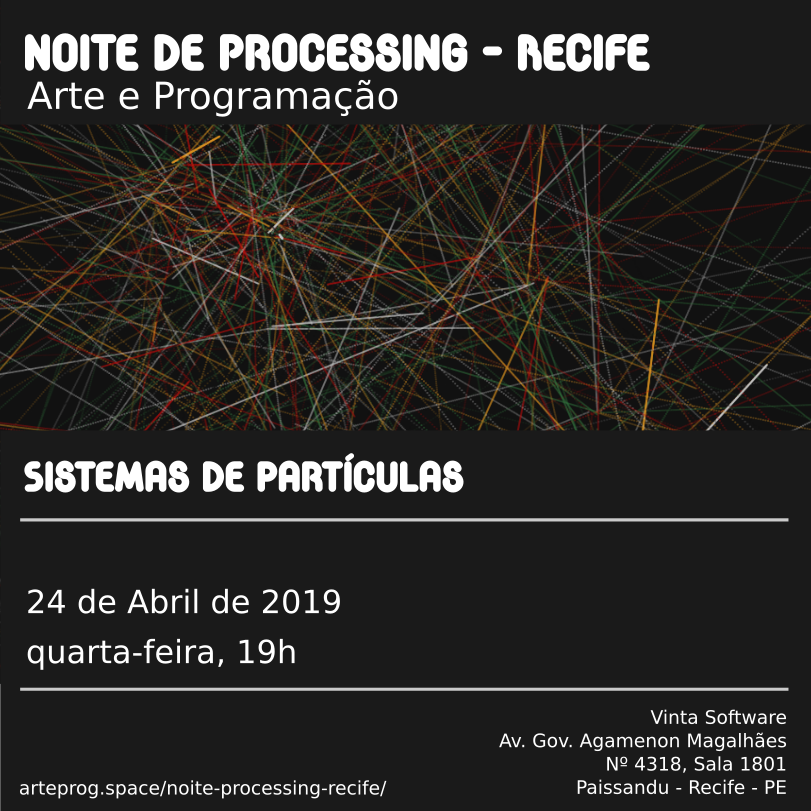 NOITE DE PROCESSING - RECIFE
Arte e Programação
SISTEMAS DE PARTÍCULAS
24 de Abril de 2019
quarta-feira, 19h
Vinta Software
Av. Gov. Agamenon Magalhães
Nº 4318, Sala 1801
Paissandu - Recife - PE
arteprog.space/noite-processing-recife/